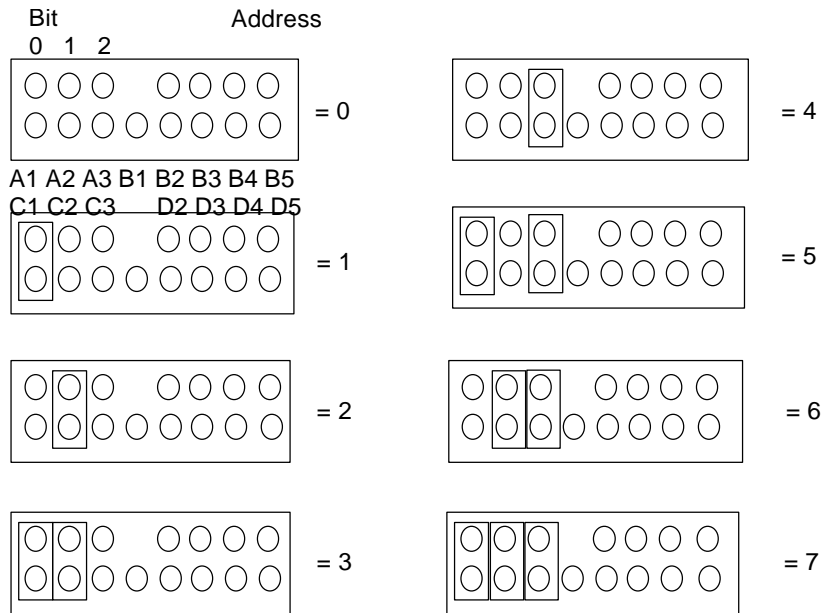 Bit Address
0 1 2
= 0
= 4
A1 A2 A3 B1 B2 B3 B4 B5
C1 C2 C3 D2 D3 D4 D5
= 1
= 5
= 2
= 6
= 3
= 7